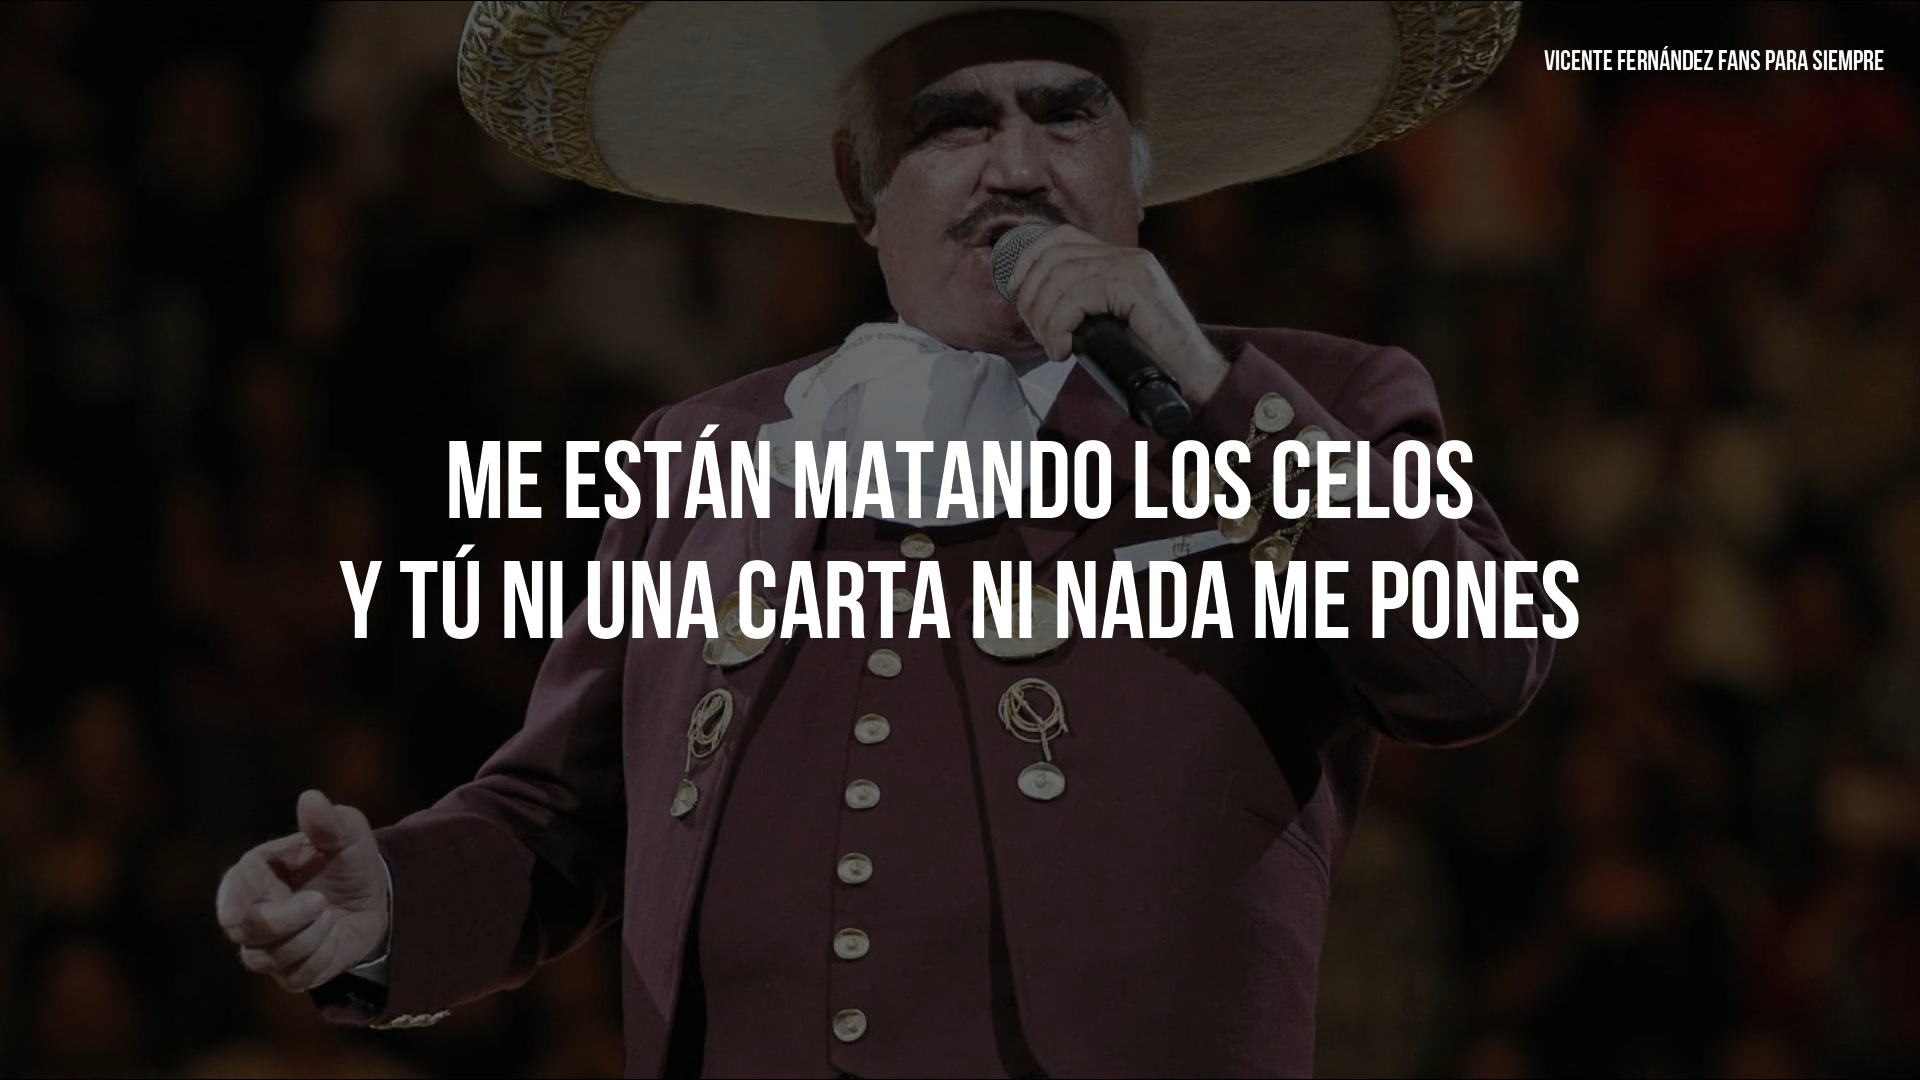 VICENTE FERNÁNDEZ FANS PARA SIEMPRE
ME ESTÁN MATANDO LOS CELOS
Y TÚ NI UNA CARTA NI NADA ME PONES